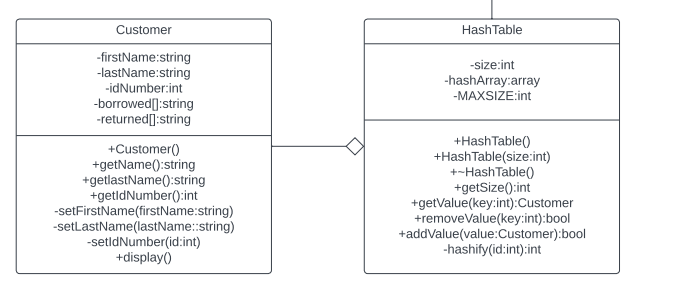 Customer
-firstName:string
-lastName:string
-idNumber:int
-borrowed[]:string
-returned[]:string
+Customer()
+getName():string
+getlastName():string
+getIdNumber():int
-setFirstName(firstName:string)
-setLastName(lastName::string)
-setIdNumber(id:int)
+display()
HashTable
-size:int
-hashArray:array
-MAXSIZE:int
+HashTable()
+HashTable(size:int)
+~HashTable()
+getSize():int
+getValue(key:int):Customer
+removeValue(key:int):bool
+addValue(value:Customer):bool
-hashify(id:int):int